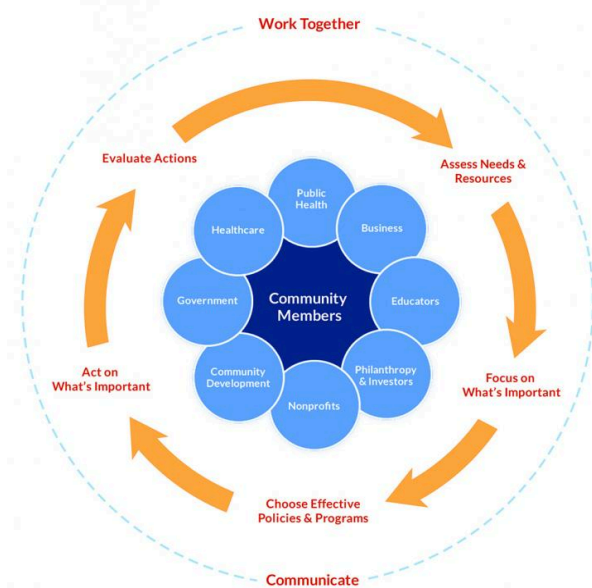 Work Together
Evaluate Actions
Assess Needs &
Resources
Public
Health
Healthcare
Business
Government
Community
Members
Educators
Community
Development
Philanthropy
& Investors
Nonprofits
Act on
What's Important
Focus on
What's Important
Choose Effective
Policies & Programs
Communicate